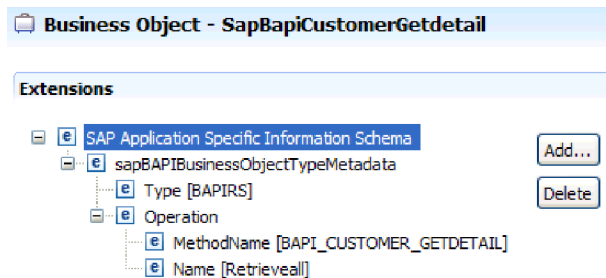 Business Object - SapBapiCustomerGetdetail
Extensions
SAP Application Specific Information Schema
sapBAPIBusinessObjectTypeMetadata
Type [BAPIRS]
Operation
MethodName [BAPI_CUSTOMER_GETDETAIL]
Name [Retrieveall]
Add...
Delete